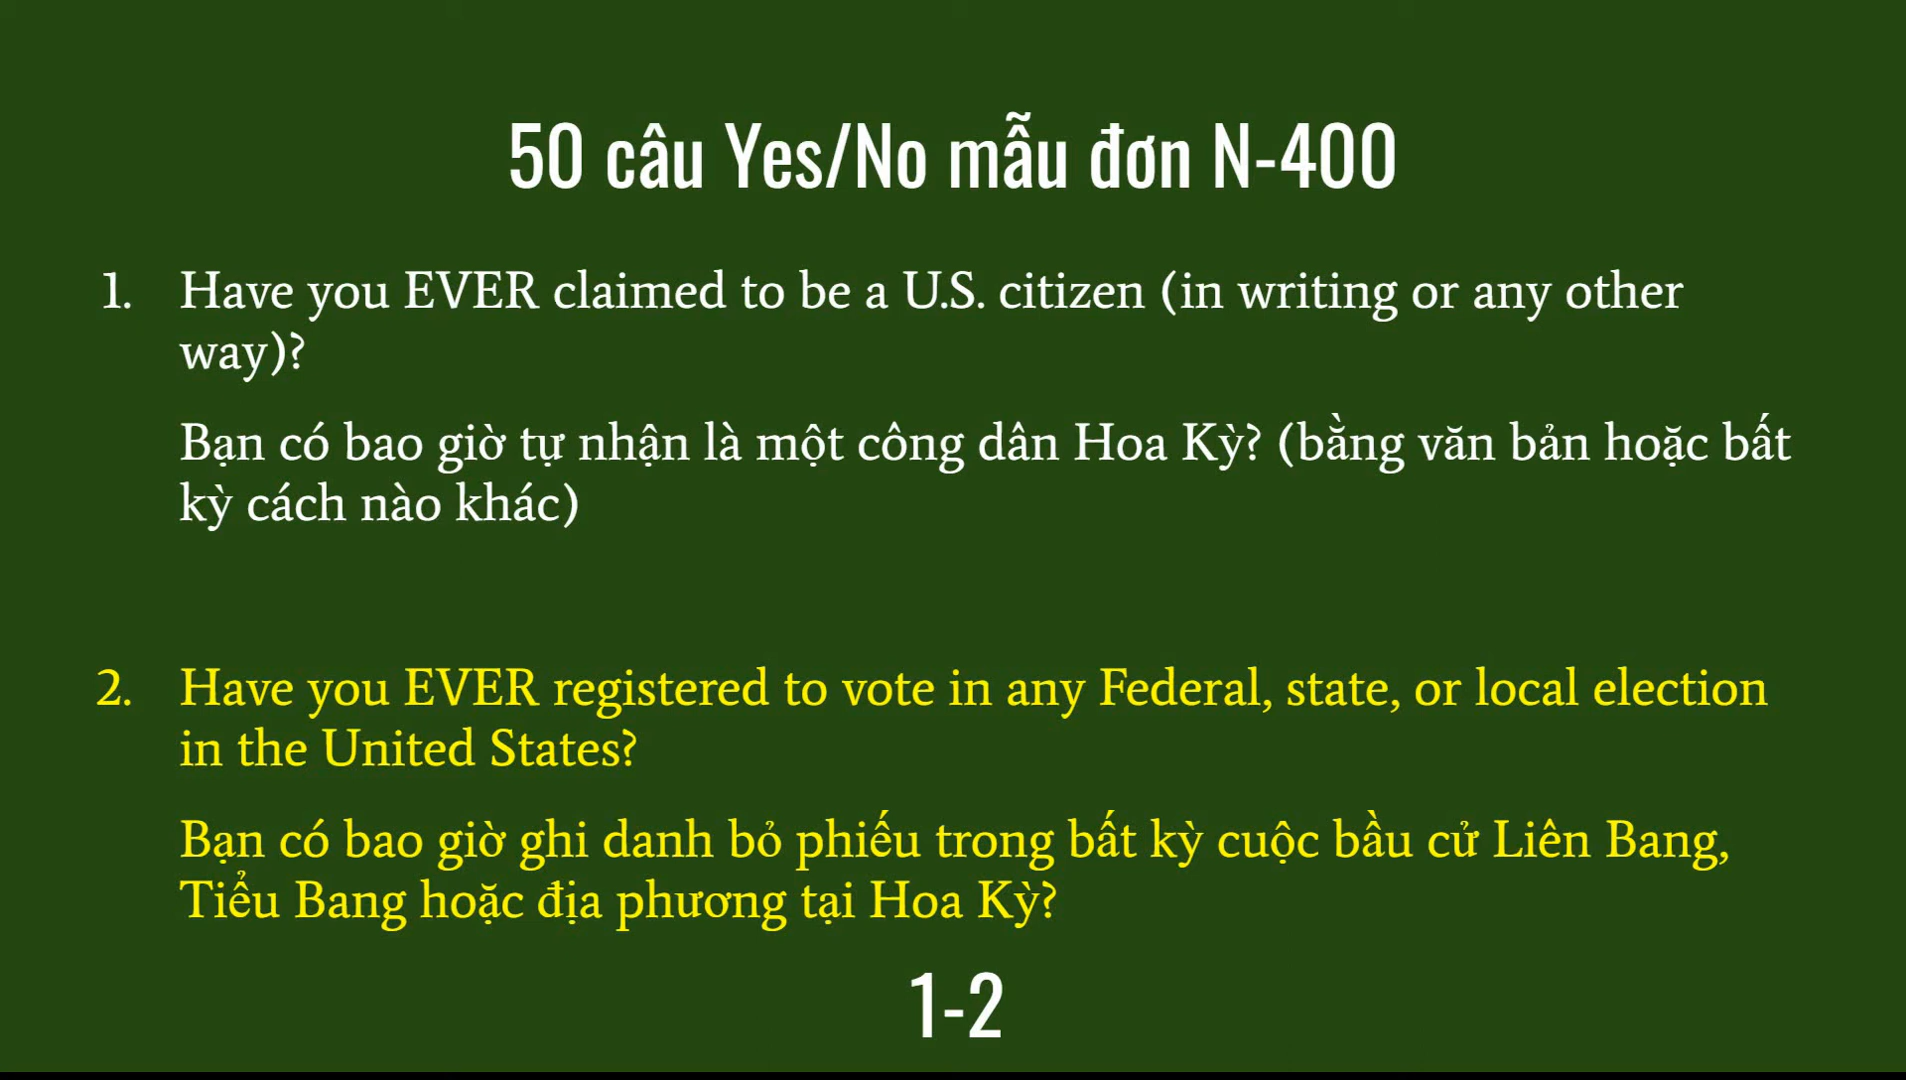 50 câu Yes/No mẫu đơn N-400
1. Have you EVER claimed to be a U.S. citizen (in writing or any other
way)?
Bạn có bao giờ tự nhận là một công dân Hoa Kỳ? (bằng văn bản hoặc bất
kỳ cách nào khác)
2. Have you EVER registered to vote in any Federal, state, or local election
in the United States?
Bạn có bao giờ ghi danh bỏ phiếu trong bất kỳ cuộc bầu cử Liên Bang,
Tiểu Bang hoặc địa phương tại Hoa Kỳ?
1-2